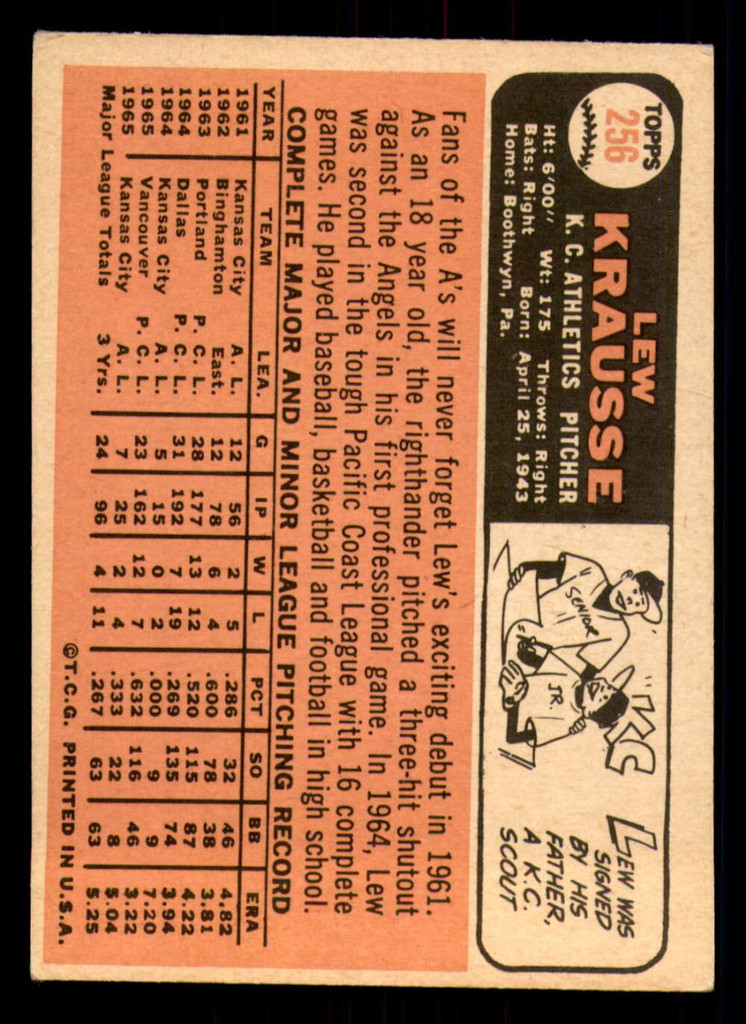 TOPPS
256
LEW
KRAUSSE
K. C. ATHLETICS PITCHER
Ht: 6'00" Wt: 175 Throws: Right
Bats: Right Born: April 25, 1943
Home: Boothwyn, Pa.
KC
SENIOR
JR.
LEW WAS
SIGNED
BY HIS
FATHER,
A K.C.
SCOUT
Fans of the A's will never forget Lew's exciting debut in 1961.
As an 18 year old, the righthander pitched a three-hit shutout
against the Angels in his first professional game. In 1964, Lew
was second in the tough Pacific Coast League with 16 complete
games. He played baseball, basketball and football in high school.
COMPLETE MAJOR AND MINOR LEAGUE PITCHING RECORD
YEAR TEAM LEA. G IP W L PCT SO BB ERA
1961 Kansas City A. L. 12 56 2 5 .286 32 46 4.82
1962 Binghamton East. 12 78 6 4 .600 78 38 3.81
1963 Portland P. C. L. 28 177 13 12 .520 115 87 4.22
1964 Dallas P. C. L. 31 192 7 19 .269 135 74 3.94
1964 Kansas City A. L. 5 15 0 2 .000 9 9 7.20
1965 Vancouver P. C. L. 23 162 12 7 .632 116 46 3.22
1965 Kansas City A. L. 7 25 2 4 .333 22 8 5.04
Major League Totals 3 Yrs. 24 96 4 11 .267 63 63 5.25
©T.C.G. PRINTED IN U.S.A.